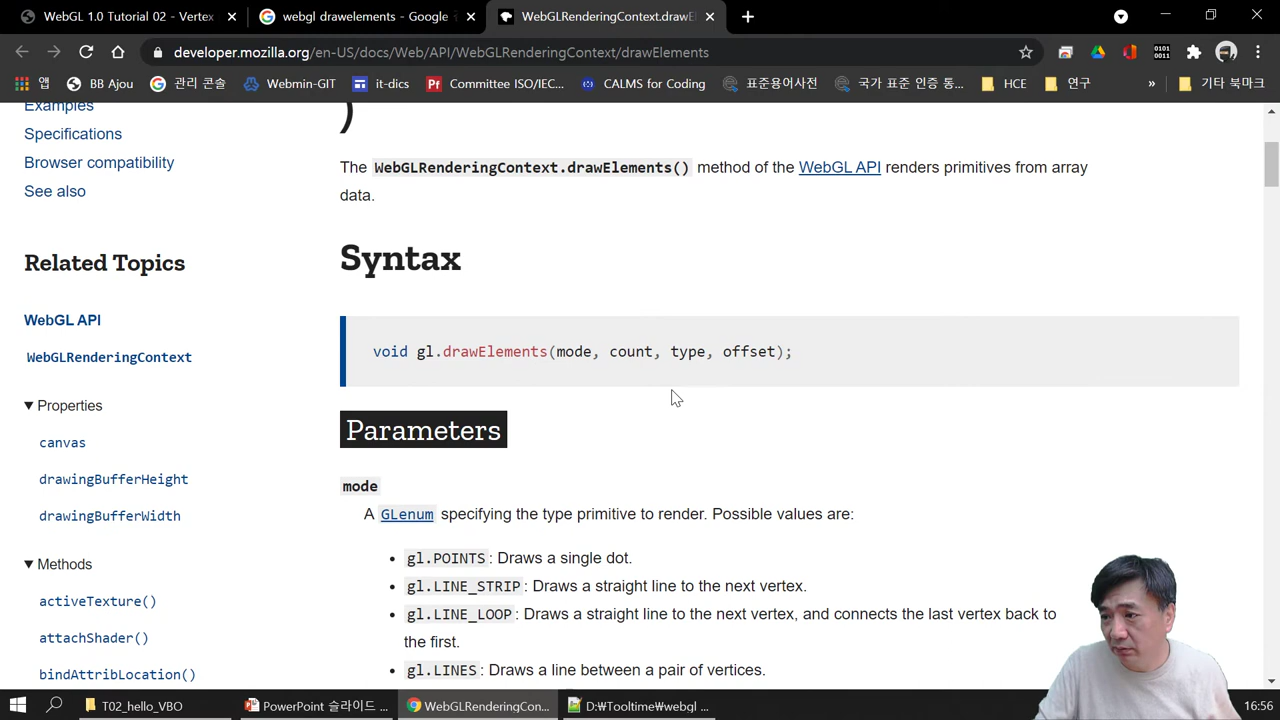 WebGL 1.0 Tutorial 02 - Vertex
webgl drawelements - Google
WebGLRenderingContext.draw
developer.mozilla.org/en-US/docs/Web/API/WebGLRenderingContext/drawElements
앱
BB Ajou
관리 콘솔
Webmin-GIT
it-dics
Committee ISO/IEC...
CALMS for Coding
표준용어사전
국가 표준 인증 통...
HCE
연구
»
기타 북마크
Examples
Specifications
Browser compatibility
See also
Related Topics
WebGL API
WebGLRenderingContext
Properties
canvas
drawingBufferHeight
drawingBufferWidth
Methods
activeTexture()
attachShader()
bindAttribLocation()
)
The WebGLRenderingContext.drawElements() method of the WebGL API renders primitives from array
data.
Syntax
void gl.drawElements(mode, count, type, offset);
Parameters
mode
A GLenum specifying the type primitive to render. Possible values are:
• gl.POINTS: Draws a single dot.
• gl.LINE_STRIP: Draws a straight line to the next vertex.
• gl.LINE_LOOP: Draws a straight line to the next vertex, and connects the last vertex back to
the first.
• gl.LINES: Draws a line between a pair of vertices.
T02_hello_VBO
PowerPoint 슬라이드 ...
WebGLRenderingCon...
D:₩Tooltime₩webgl ...
16:56